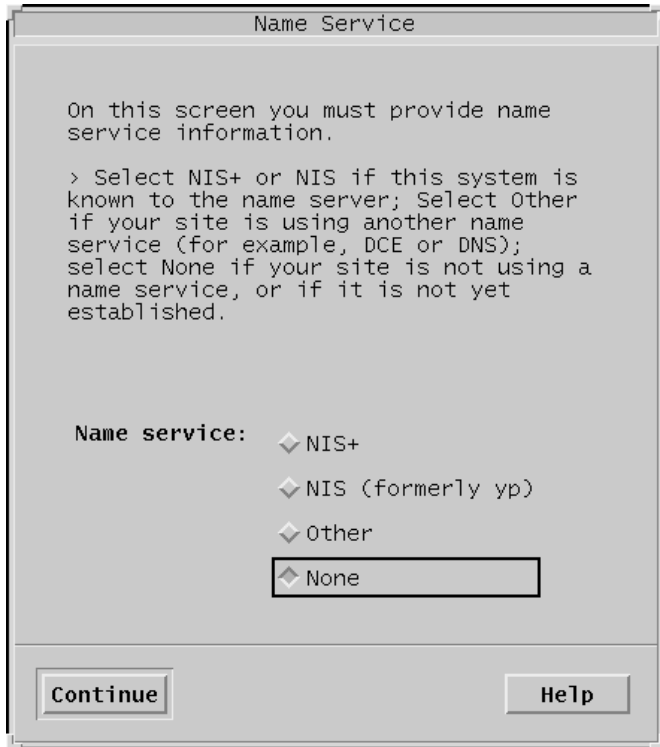 Name Service
On this screen you must provide name
service information.
> Select NIS+ or NIS if this system is
known to the name server; Select Other
if your site is using another name
service (for example, DCE or DNS);
select None if your site is not using a
name service, or if it is not yet
established.
Name service:
NIS+
NIS (formerly yp)
Other
None
Continue
Help